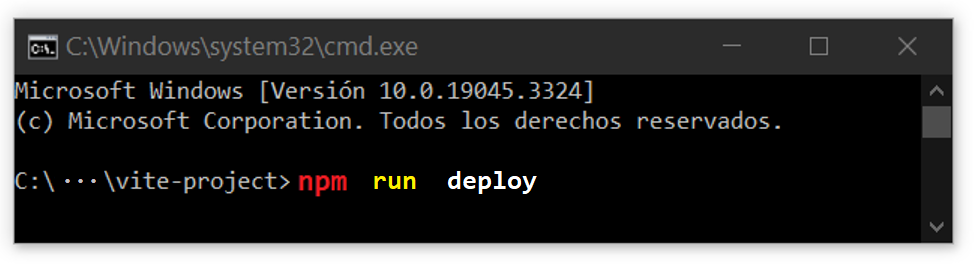 C:\Windows\system32\cmd.exe
Microsoft Windows [Versión 10.0.19045.3324]
(c) Microsoft Corporation. Todos los derechos reservados.
C:\ ··· \vite-project> npm run deploy